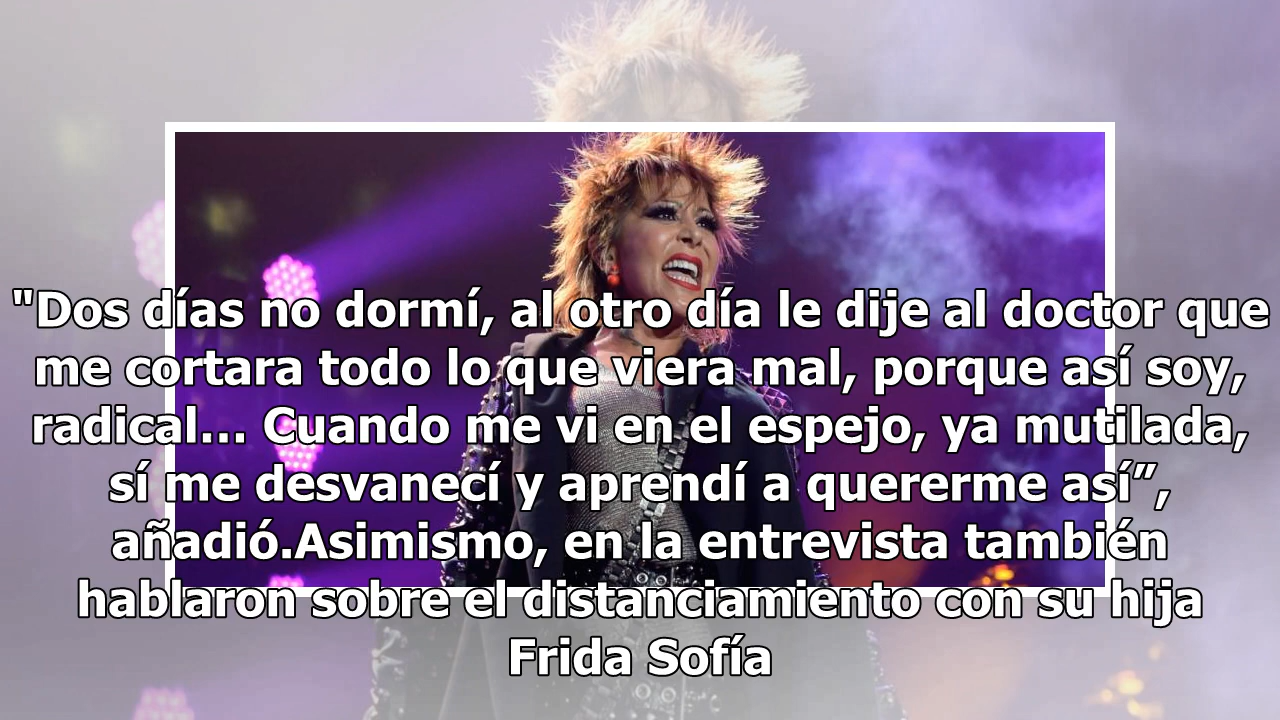 "Dos días no dormí, al otro día le dije al doctor que
me cortara todo lo que viera mal, porque así soy,
radical... Cuando me vi en el espejo, ya mutilada,
sí me desvanecí y aprendí a quererme así”,
añadió.Asimismo, en la entrevista también
hablaron sobre el distanciamiento con su hija
Frida Sofía